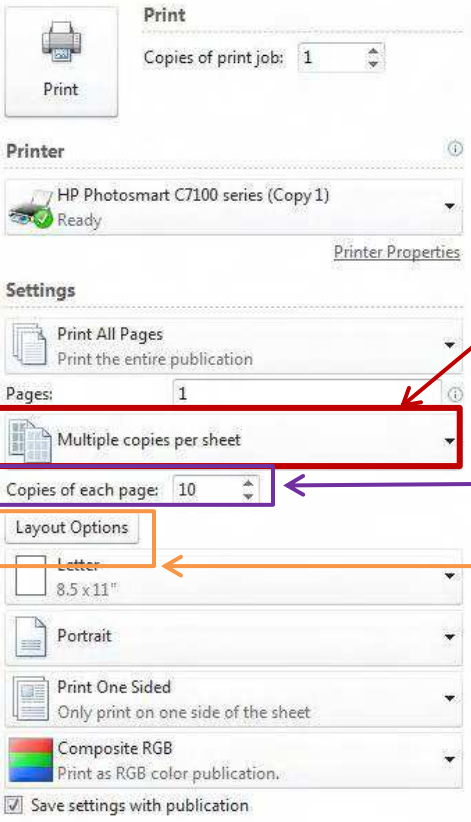 Print
Copies of print job: 1
Print
Printer
HP Photosmart C7100 series (Copy 1)
Ready
Printer Properties
Settings
Print All Pages
Print the entire publication
Pages: 1
Multiple copies per sheet
Copies of each page: 10
Layout Options
Letter
8.5 x 11"
Portrait
Print One Sided
Only print on one side of the sheet
Composite RGB
Print as RGB color publication.
Save settings with publication